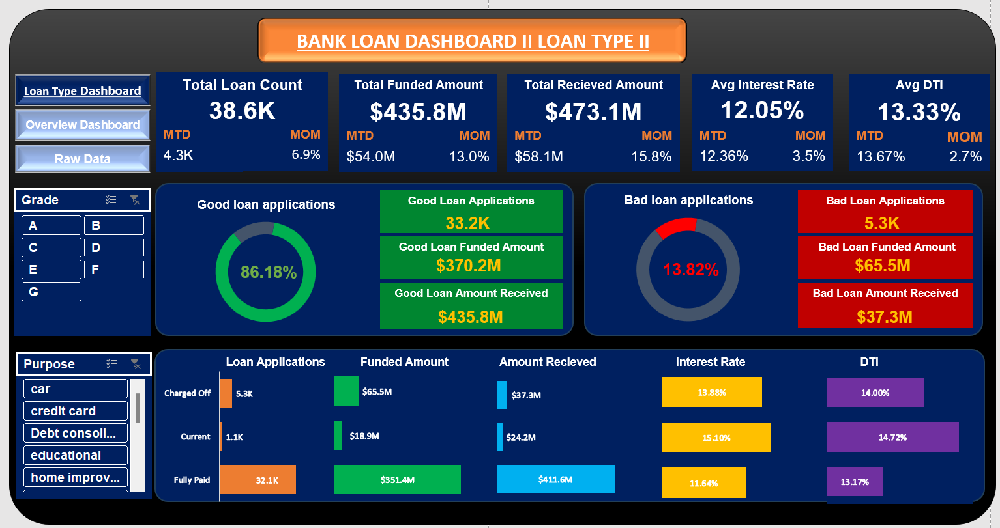 BANK LOAN DASHBOARD II LOAN TYPE II
Loan Type Dashboard
Overview Dashboard
Raw Data
Total Loan Count
38.6K
MTD MOM
4.3K 6.9%
Total Funded Amount
$435.8M
MTD MOM
$54.0M 13.0%
Total Recieved Amount
$473.1M
MTD MOM
$58.1M 15.8%
Avg Interest Rate
12.05%
MTD MOM
12.36% 3.5%
Avg DTI
13.33%
MTD MOM
13.67% 2.7%
Grade
A B
C D
E F
G
Good loan applications
86.18%
Good Loan Applications
33.2K
Good Loan Funded Amount
$370.2M
Good Loan Amount Received
$435.8M
Bad loan applications
13.82%
Bad Loan Applications
5.3K
Bad Loan Funded Amount
$65.5M
Bad Loan Amount Received
$37.3M
Purpose
car
credit card
Debt consoli...
educational
home improv...
Loan Applications Funded Amount Amount Recieved Interest Rate DTI
Charged Off 5.3K $65.5M $37.3M 13.88% 14.00%
Current 1.1K $18.9M $24.2M 15.10% 14.72%
Fully Paid 32.1K $351.4M $411.6M 11.64% 13.17%